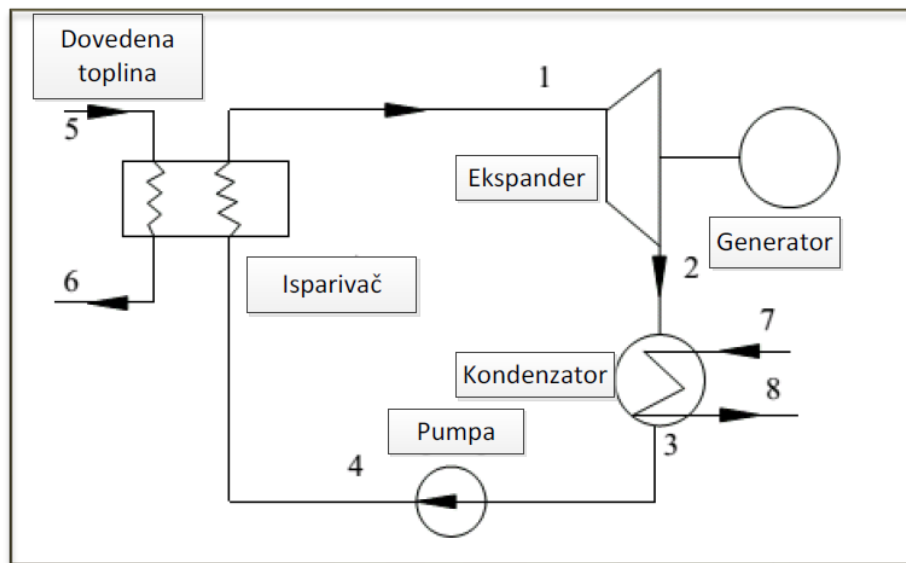 Dovedena
toplina
1
5
Ekspander
Generator
6
Isparivač
2
7
Kondenzator
8
Pumpa
3
4